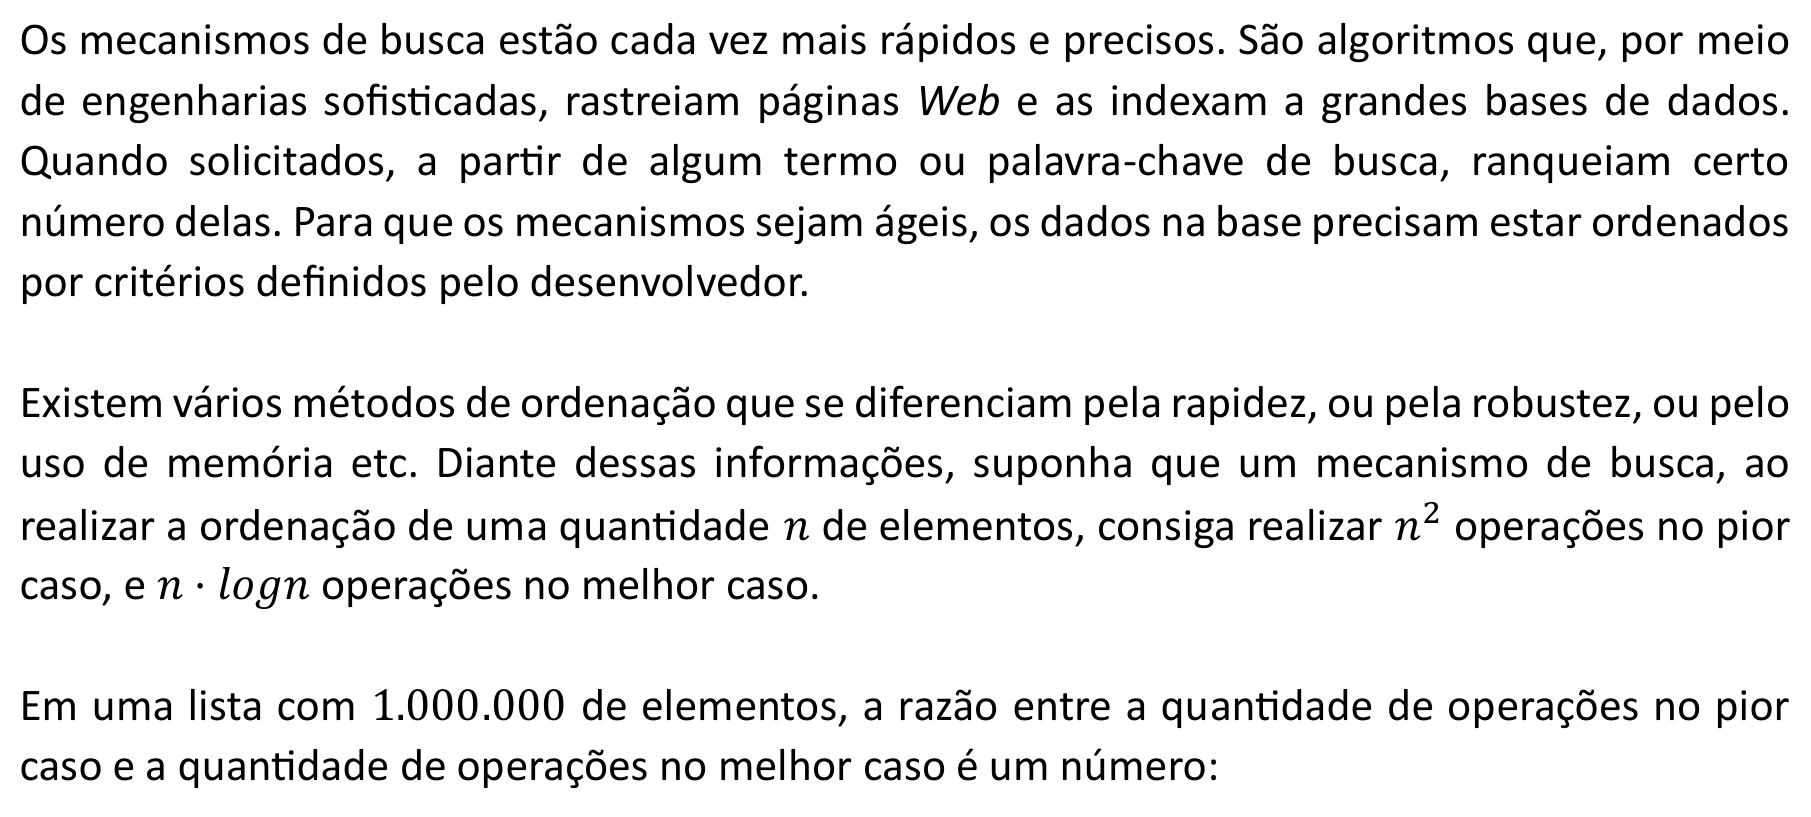 Os mecanismos de busca estão cada vez mais rápidos e precisos. São algoritmos que, por meio
de engenharias sofisticadas, rastreiam páginas Web e as indexam a grandes bases de dados.
Quando solicitados, a partir de algum termo ou palavra-chave de busca, ranqueiam certo
número delas. Para que os mecanismos sejam ágeis, os dados na base precisam estar ordenados
por critérios definidos pelo desenvolvedor.
Existem vários métodos de ordenação que se diferenciam pela rapidez, ou pela robustez, ou pelo
uso de memória etc. Diante dessas informações, suponha que um mecanismo de busca, ao
realizar a ordenação de uma quantidade n de elementos, consiga realizar n² operações no pior
caso, e n · logn operações no melhor caso.
Em uma lista com 1.000.000 de elementos, a razão entre a quantidade de operações no pior
caso e a quantidade de operações no melhor caso é um número: